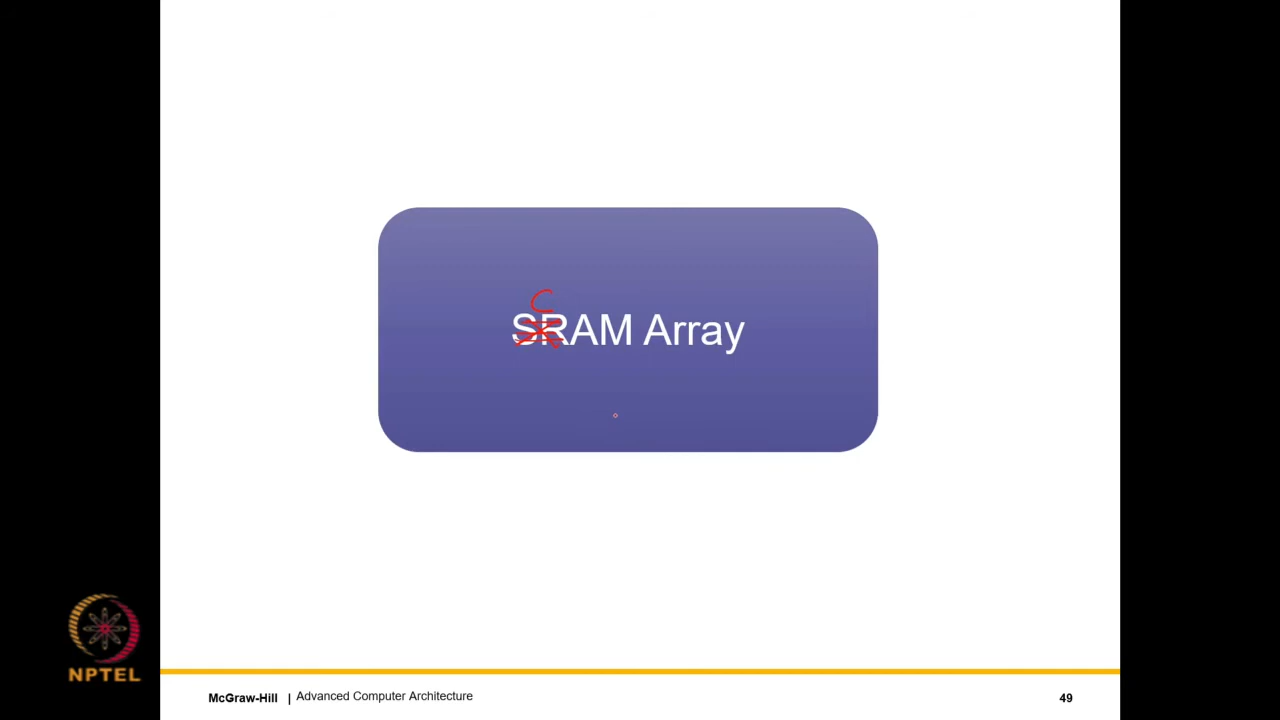 C
SRAM Array
NPTEL
McGraw-Hill | Advanced Computer Architecture
49